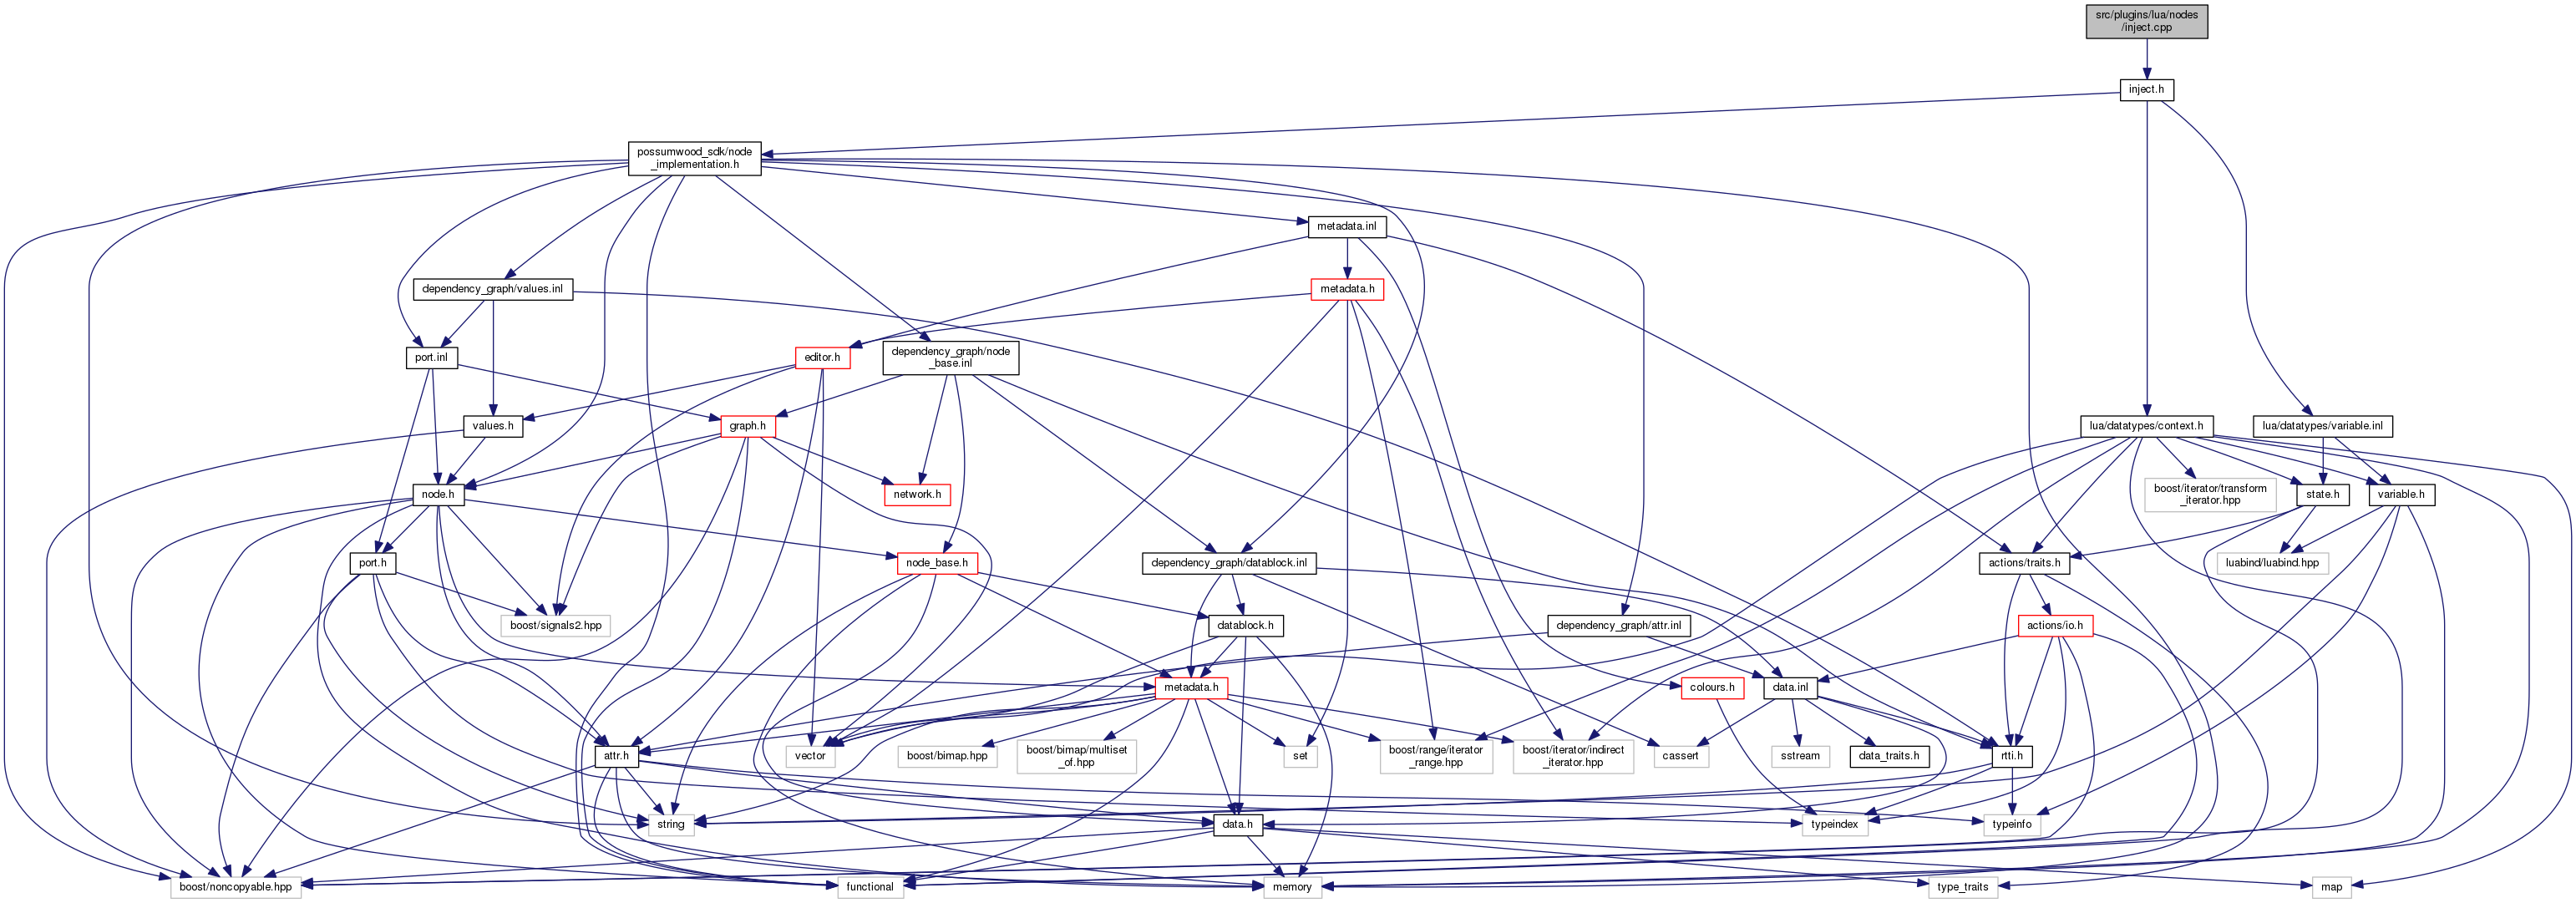 src/plugins/lua/nodes
/inject.cpp
inject.h
possumwood_sdk/node
_implementation.h
metadata.inl
dependency_graph/values.inl
metadata.h
port.inl
editor.h
dependency_graph/node
_base.inl
values.h
graph.h
lua/datatypes/context.h
lua/datatypes/variable.inl
node.h
network.h
boost/iterator/transform
_iterator.hpp
state.h
variable.h
port.h
node_base.h
dependency_graph/datablock.inl
actions/traits.h
luabind/luabind.hpp
boost/signals2.hpp
datablock.h
dependency_graph/attr.inl
actions/io.h
metadata.h
colours.h
data.inl
attr.h
vector
boost/bimap.hpp
boost/bimap/multiset
_of.hpp
set
boost/range/iterator
_range.hpp
boost/iterator/indirect
_iterator.hpp
cassert
sstream
data_traits.h
rtti.h
string
data.h
typeindex
typeinfo
boost/noncopyable.hpp
functional
memory
type_traits
map